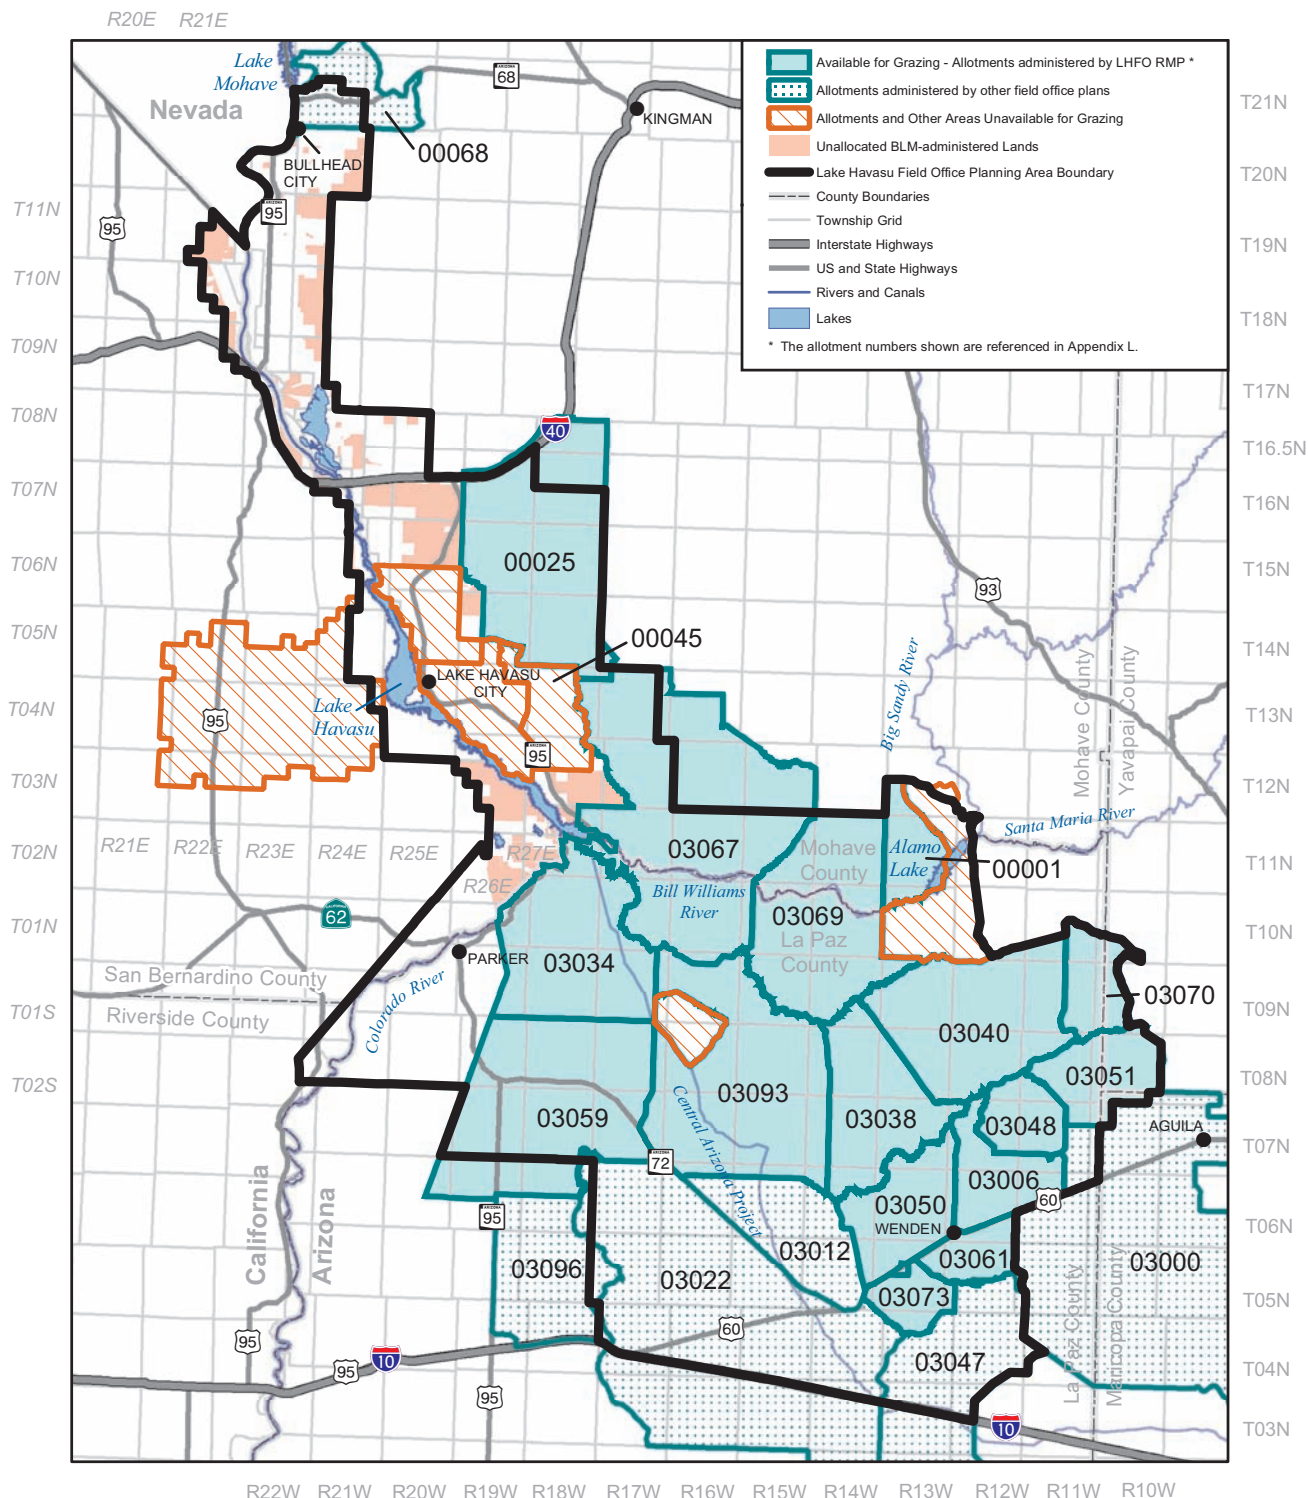 R20E R21E
Lake
Mohave
Nevada
ARIZONA
68
KINGMAN
BULLHEAD
CITY
00068
Available for Grazing - Allotments administered by LHFO RMP *
Allotments administered by other field office plans
Allotments and Other Areas Unavailable for Grazing
Unallocated BLM-administered Lands
Lake Havasu Field Office Planning Area Boundary
County Boundaries
Township Grid
Interstate Highways
US and State Highways
Rivers and Canals
Lakes
* The allotment numbers shown are referenced in Appendix L.
T21N
T20N
T19N
T18N
T17N
T16.5N
T16N
T15N
T14N
T13N
T12N
T11N
T10N
T09N
T08N
T07N
T06N
T05N
T04N
T03N
T11N
T10N
T09N
T08N
T07N
T06N
T05N
T04N
T03N
T02N
T01N
T01S
T02S
95
ARIZONA
95
40
00025
93
00045
LAKE HAVASU
CITY
Lake
Havasu
95
ARIZONA
95
Big Sandy River
Mohave County
Yavapai County
Santa Maria River
R21E R22E R23E R24E R25E
R27E
R26E
03067
Mohave
County
Alamo
Lake
00001
Bill Williams
River
03069
La Paz
County
CALIFORNIA
62
PARKER
03034
San Bernardino County
Riverside County
Colorado River
03070
03040
03051
03093
03038
03048
03059
AGUILA
Central Arizona Project
ARIZONA
72
03006
60
03050
WENDEN
California
Arizona
ARIZONA
95
03096
03022
03012
03061
03000
03073
La Paz County
Maricopa County
60
03047
95
10
95
95
10
R22W R21W R20W R19W R18W R17W R16W R15W R14W R13W R12W R11W R10W